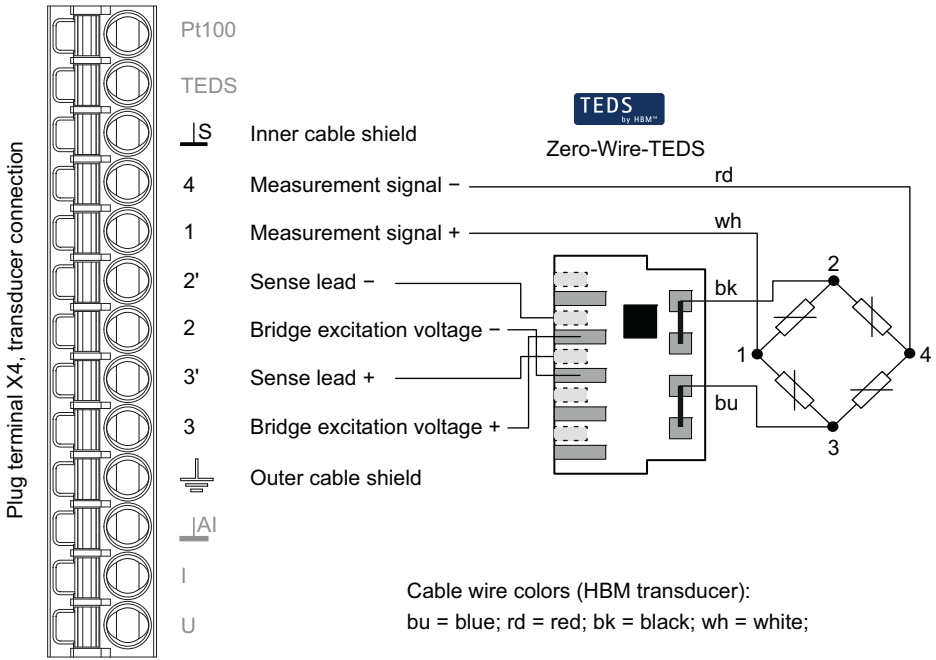 Plug terminal X4, transducer connection
Pt100
TEDS
S Inner cable shield
4 Measurement signal −
1 Measurement signal +
2' Sense lead −
2 Bridge excitation voltage −
3' Sense lead +
3 Bridge excitation voltage +
Outer cable shield
AI
I
U
TEDS
by HBM™
Zero-Wire-TEDS
rd
wh
bk
bu
2
1
4
3
Cable wire colors (HBM transducer):
bu = blue; rd = red; bk = black; wh = white;